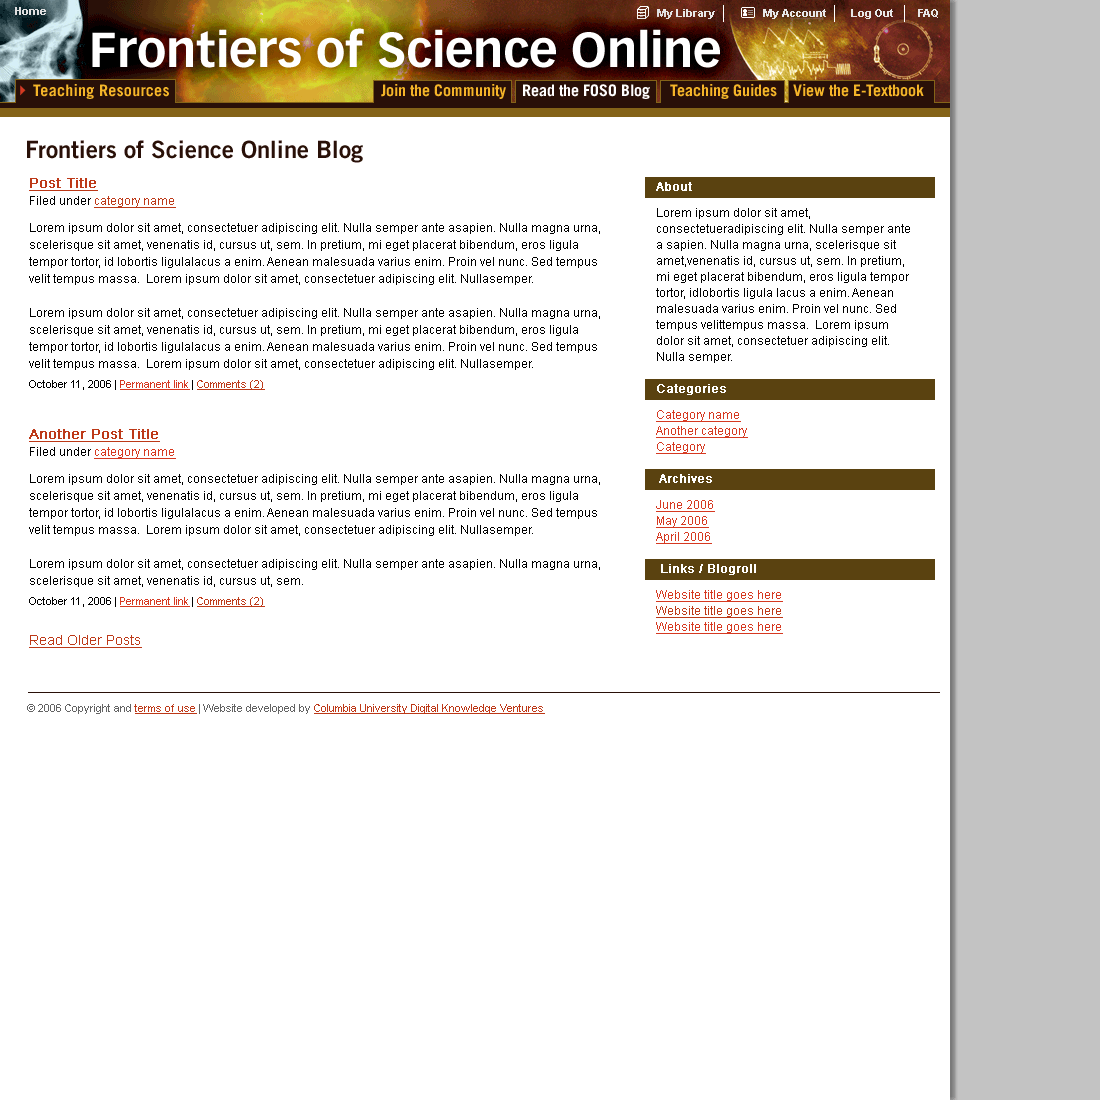 Home
My Library
My Account
Log Out
FAQ
Frontiers of Science Online
Teaching Resources
Join the Community
Read the FOSO Blog
Teaching Guides
View the E-Textbook
Frontiers of Science Online Blog
Post Title
Filed under category name
Lorem ipsum dolor sit amet, consectetuer adipiscing elit. Nulla semper ante asapien. Nulla magna urna,
scelerisque sit amet, venenatis id, cursus ut, sem. In pretium, mi eget placerat bibendum, eros ligula
tempor tortor, id lobortis ligulalacus a enim. Aenean malesuada varius enim. Proin vel nunc. Sed tempus
velit tempus massa.  Lorem ipsum dolor sit amet, consectetuer adipiscing elit. Nullasemper.
Lorem ipsum dolor sit amet, consectetuer adipiscing elit. Nulla semper ante asapien. Nulla magna urna,
scelerisque sit amet, venenatis id, cursus ut, sem. In pretium, mi eget placerat bibendum, eros ligula
tempor tortor, id lobortis ligulalacus a enim. Aenean malesuada varius enim. Proin vel nunc. Sed tempus
velit tempus massa.  Lorem ipsum dolor sit amet, consectetuer adipiscing elit. Nullasemper.
October 11, 2006 | Permanent link | Comments (2)
Another Post Title
Filed under category name
Lorem ipsum dolor sit amet, consectetuer adipiscing elit. Nulla semper ante asapien. Nulla magna urna,
scelerisque sit amet, venenatis id, cursus ut, sem. In pretium, mi eget placerat bibendum, eros ligula
tempor tortor, id lobortis ligulalacus a enim. Aenean malesuada varius enim. Proin vel nunc. Sed tempus
velit tempus massa.  Lorem ipsum dolor sit amet, consectetuer adipiscing elit. Nullasemper.
Lorem ipsum dolor sit amet, consectetuer adipiscing elit. Nulla semper ante asapien. Nulla magna urna,
scelerisque sit amet, venenatis id, cursus ut, sem.
October 11, 2006 | Permanent link | Comments (2)
Read Older Posts
About
Lorem ipsum dolor sit amet,
consectetueradipiscing elit. Nulla semper ante
a sapien. Nulla magna urna, scelerisque sit
amet,venenatis id, cursus ut, sem. In pretium,
mi eget placerat bibendum, eros ligula tempor
tortor, idlobortis ligula lacus a enim. Aenean
malesuada varius enim. Proin vel nunc. Sed
tempus velittempus massa.  Lorem ipsum
dolor sit amet, consectetuer adipiscing elit.
Nulla semper.
Categories
Category name
Another category
Category
Archives
June 2006
May 2006
April 2006
Links / Blogroll
Website title goes here
Website title goes here
Website title goes here
© 2006 Copyright and terms of use | Website developed by Columbia University Digital Knowledge Ventures